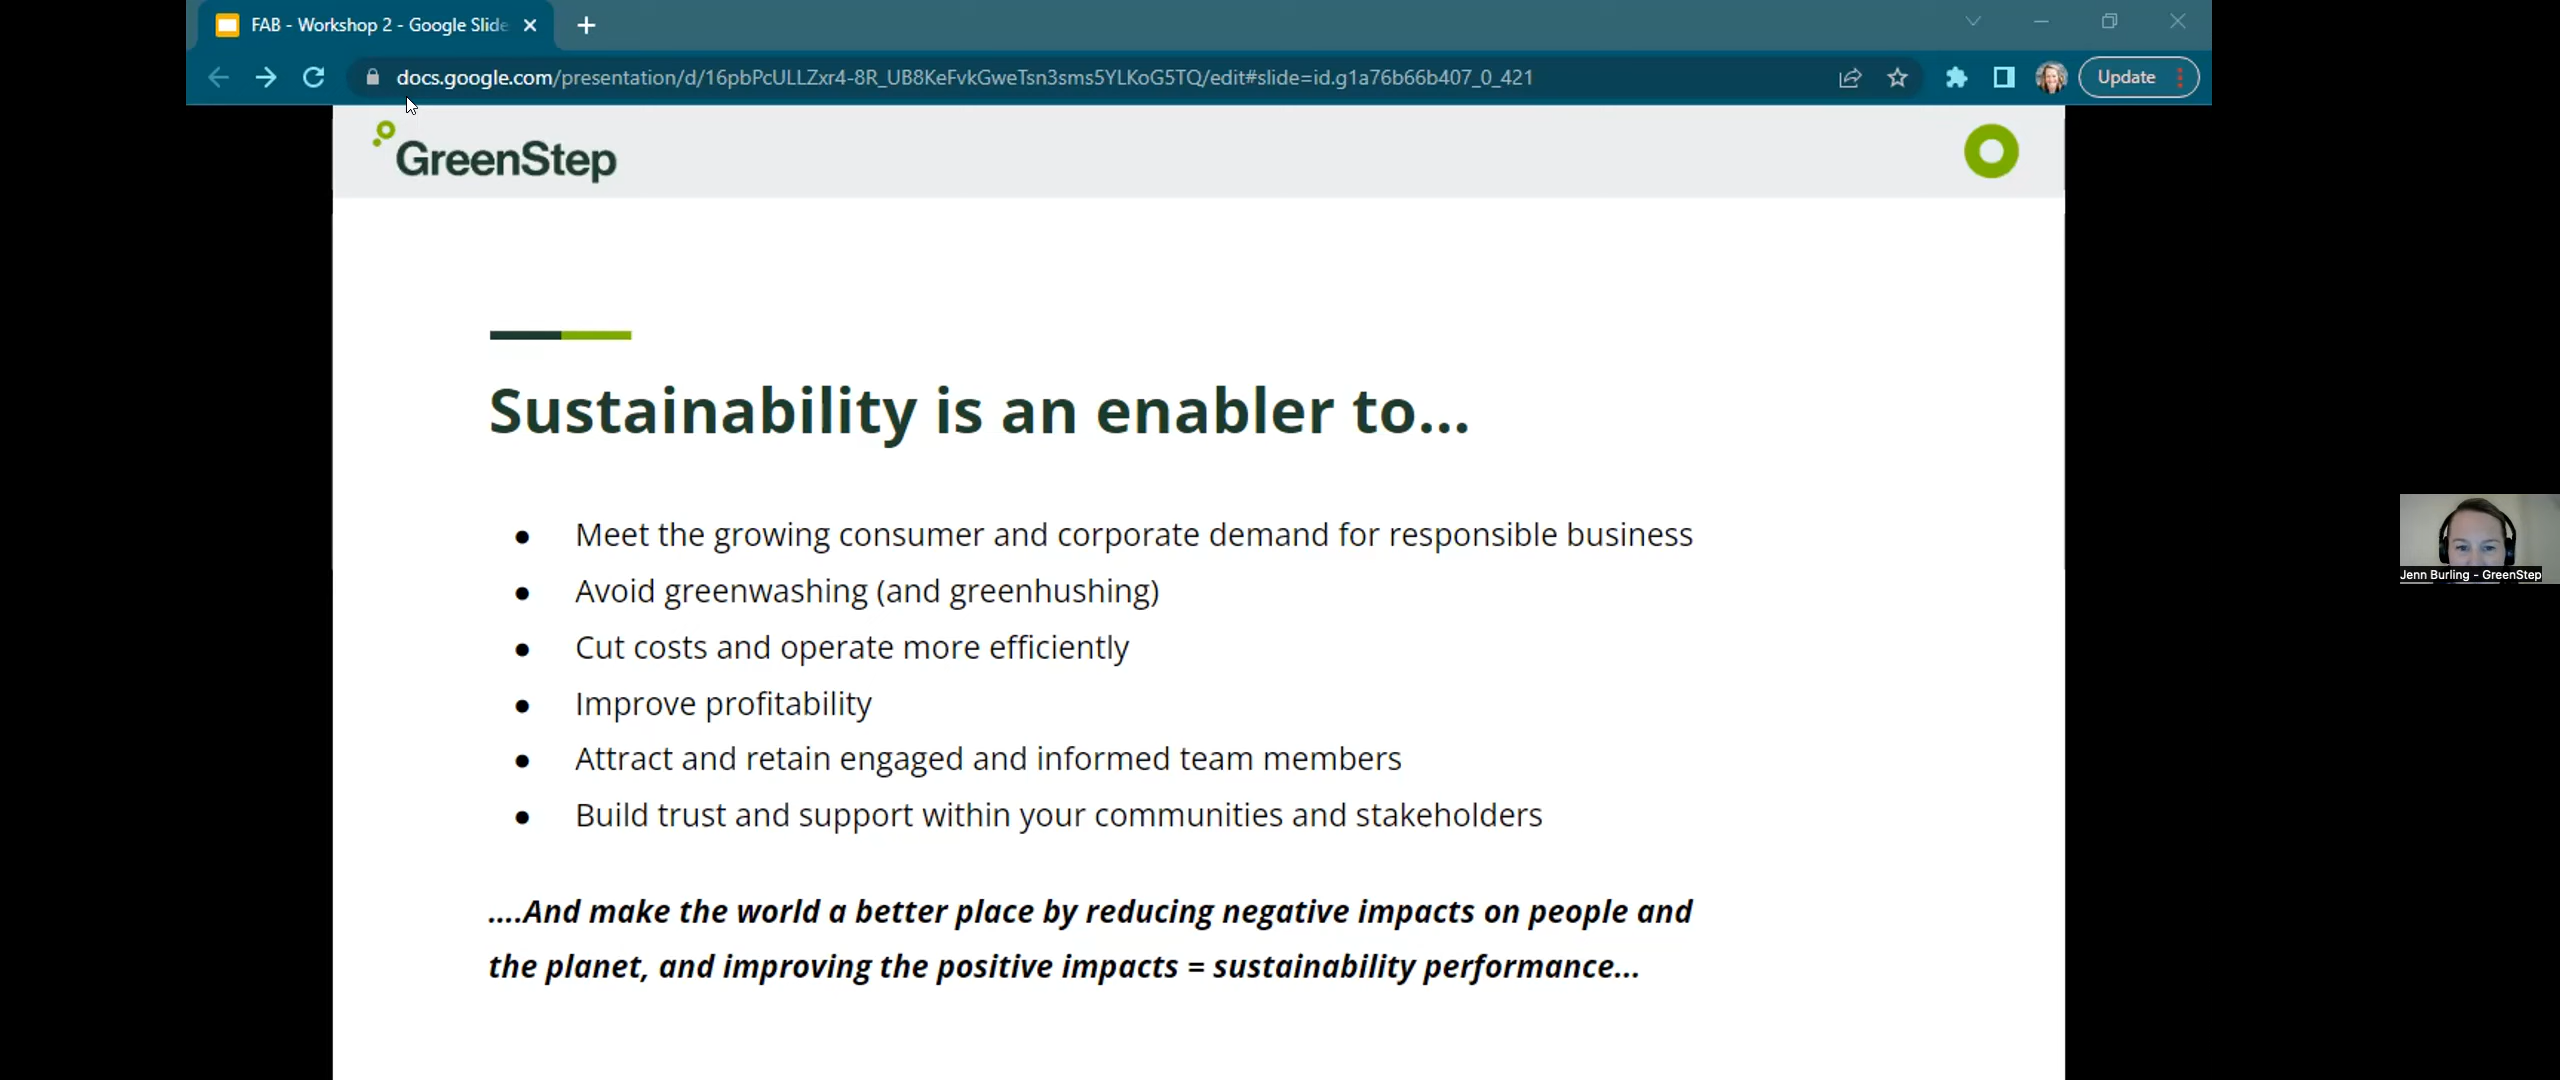 FAB - Workshop 2 - Google Slide
docs.google.com/presentation/d/16pbPcULLZxr4-8R_UB8KeFvkGweTsn3sms5YLKoG5TQ/edit#slide=id.g1a76b66b407_0_421
Update
GreenStep
Sustainability is an enabler to...
● Meet the growing consumer and corporate demand for responsible business
● Avoid greenwashing (and greenhushing)
● Cut costs and operate more efficiently
● Improve profitability
● Attract and retain engaged and informed team members
● Build trust and support within your communities and stakeholders
....And make the world a better place by reducing negative impacts on people and
the planet, and improving the positive impacts = sustainability performance...
Jenn Burling - GreenStep